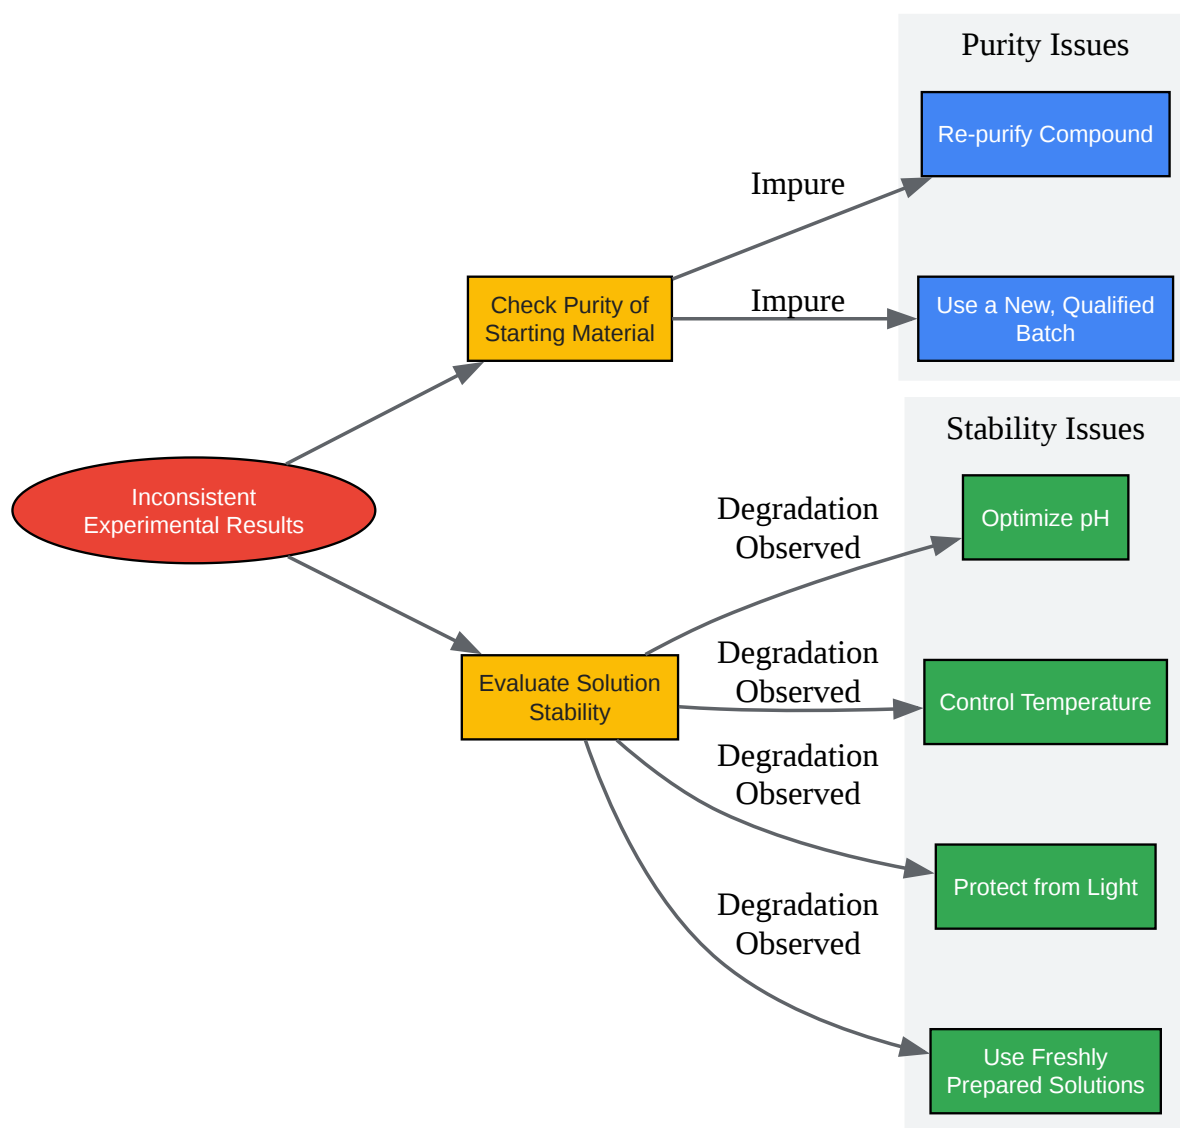 Purity Issues
Re-purify Compound
Impure
Check Purity of
Starting Material
Impure
Use a New, Qualified
Batch
Stability Issues
Inconsistent
Experimental Results
Degradation
Observed
Optimize pH
Evaluate Solution
Stability
Degradation
Observed
Control Temperature
Degradation
Observed
Protect from Light
Degradation
Observed
Use Freshly
Prepared Solutions